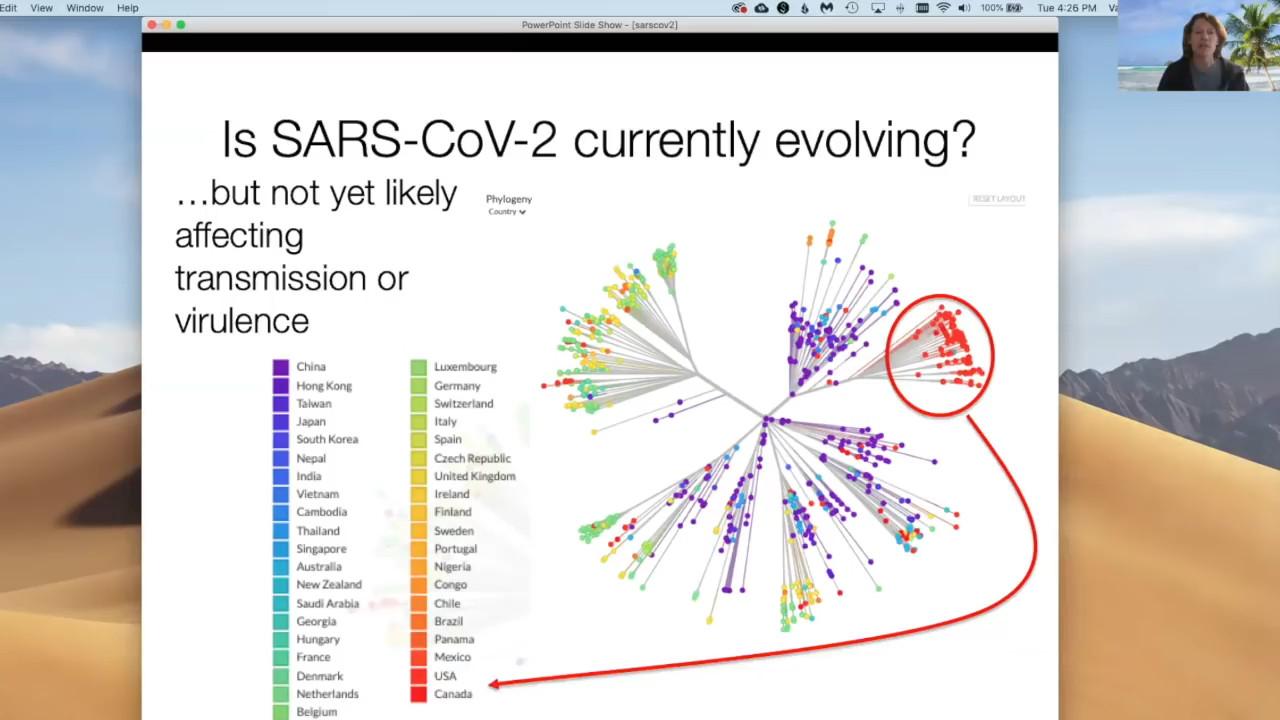 Edit View Window Help
100%
Tue 4:26 PM
PowerPoint Slide Show - [sarscov2]
Is SARS-CoV-2 currently evolving?
…but not yet likely
affecting
transmission or
virulence
Phylogeny
Country
RESET LAYOUT
China
Hong Kong
Taiwan
Japan
South Korea
Nepal
India
Vietnam
Cambodia
Thailand
Singapore
Australia
New Zealand
Saudi Arabia
Georgia
Hungary
France
Denmark
Netherlands
Belgium
Luxembourg
Germany
Switzerland
Italy
Spain
Czech Republic
United Kingdom
Ireland
Finland
Sweden
Portugal
Nigeria
Congo
Chile
Brazil
Panama
Mexico
USA
Canada